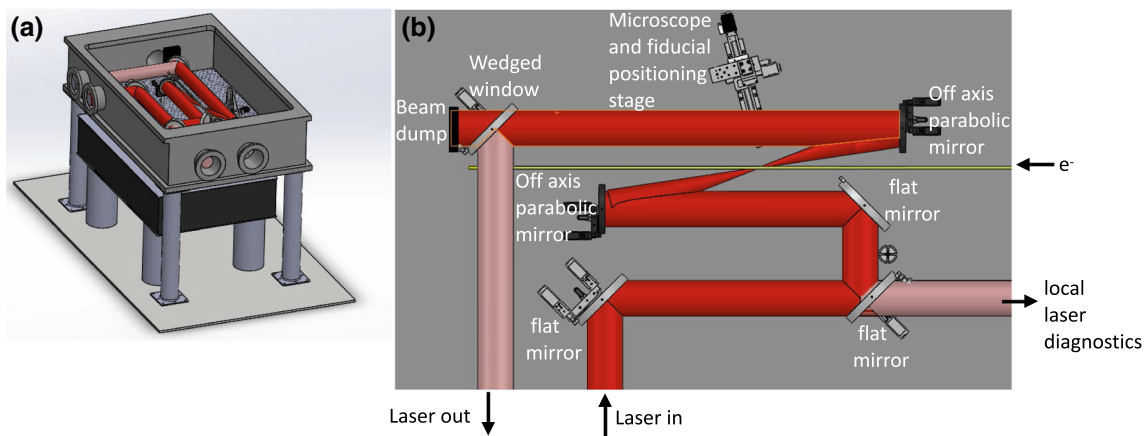 (a)
(b)
Microscope
and fiducial
positioning
stage
Wedged
window
Beam
dump
Off axis
parabolic
mirror
e-
Off axis
parabolic
mirror
flat
mirror
flat
mirror
flat
mirror
local
laser
diagnostics
Laser out
Laser in